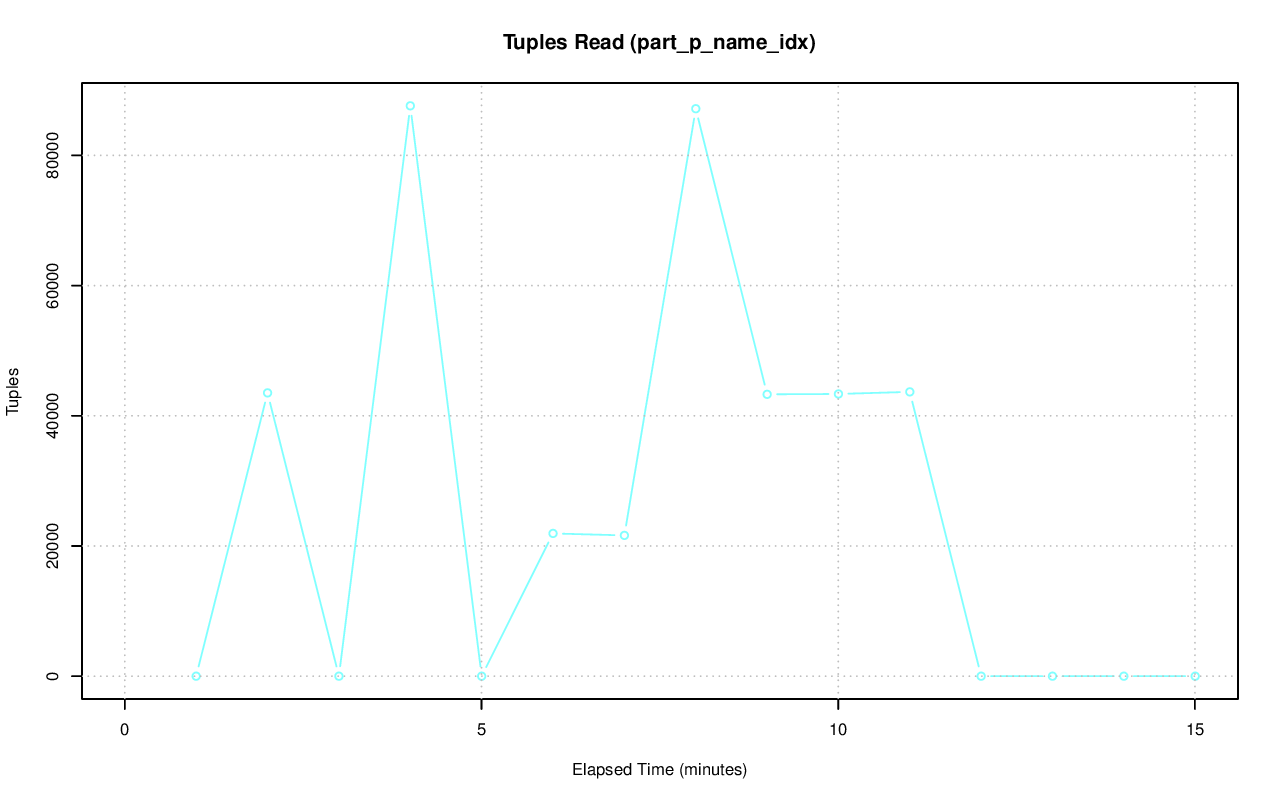 Tuples Read (part_p_name_idx)
Tuples
80000
60000
40000
20000
0
0 5 10 15
Elapsed Time (minutes)